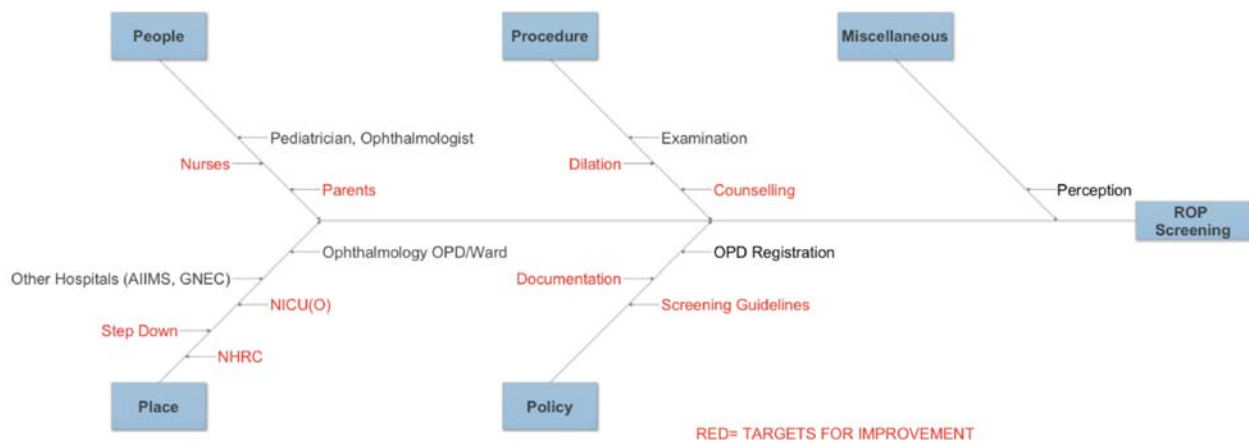 People
Procedure
Miscellaneous
Pediatrician, Ophthalmologist
Examination
Nurses
Dilation
Parents
Counselling
Perception
ROP
Screening
Ophthalmology OPD/Ward
OPD Registration
Other Hospitals (AIIMS, GNEC)
Documentation
NICU(O)
Screening Guidelines
Step Down
NHRC
Place
Policy
RED= TARGETS FOR IMPROVEMENT